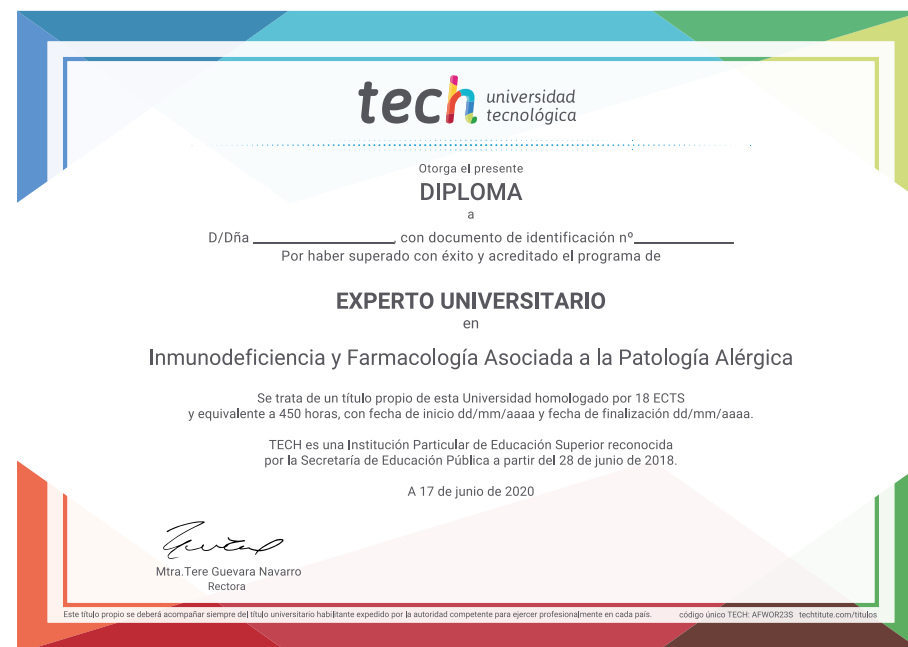 tech universidad
tecnológica
Otorga el presente
DIPLOMA
a
D/Dña ______________, con documento de identificación nº__________
Por haber superado con éxito y acreditado el programa de
EXPERTO UNIVERSITARIO
en
Inmunodeficiencia y Farmacología Asociada a la Patología Alérgica
Se trata de un título propio de esta Universidad homologado por 18 ECTS
y equivalente a 450 horas, con fecha de inicio dd/mm/aaaa y fecha de finalización dd/mm/aaaa.
TECH es una Institución Particular de Educación Superior reconocida
por la Secretaría de Educación Pública a partir del 28 de junio de 2018.
A 17 de junio de 2020
Mtra.Tere Guevara Navarro
Rectora
Este título propio se deberá acompañar siempre del título universitario habilitante expedido por la autoridad competente para ejercer profesionalmente en cada país. código único TECH: AFWOR23S techtitute.com/titulos